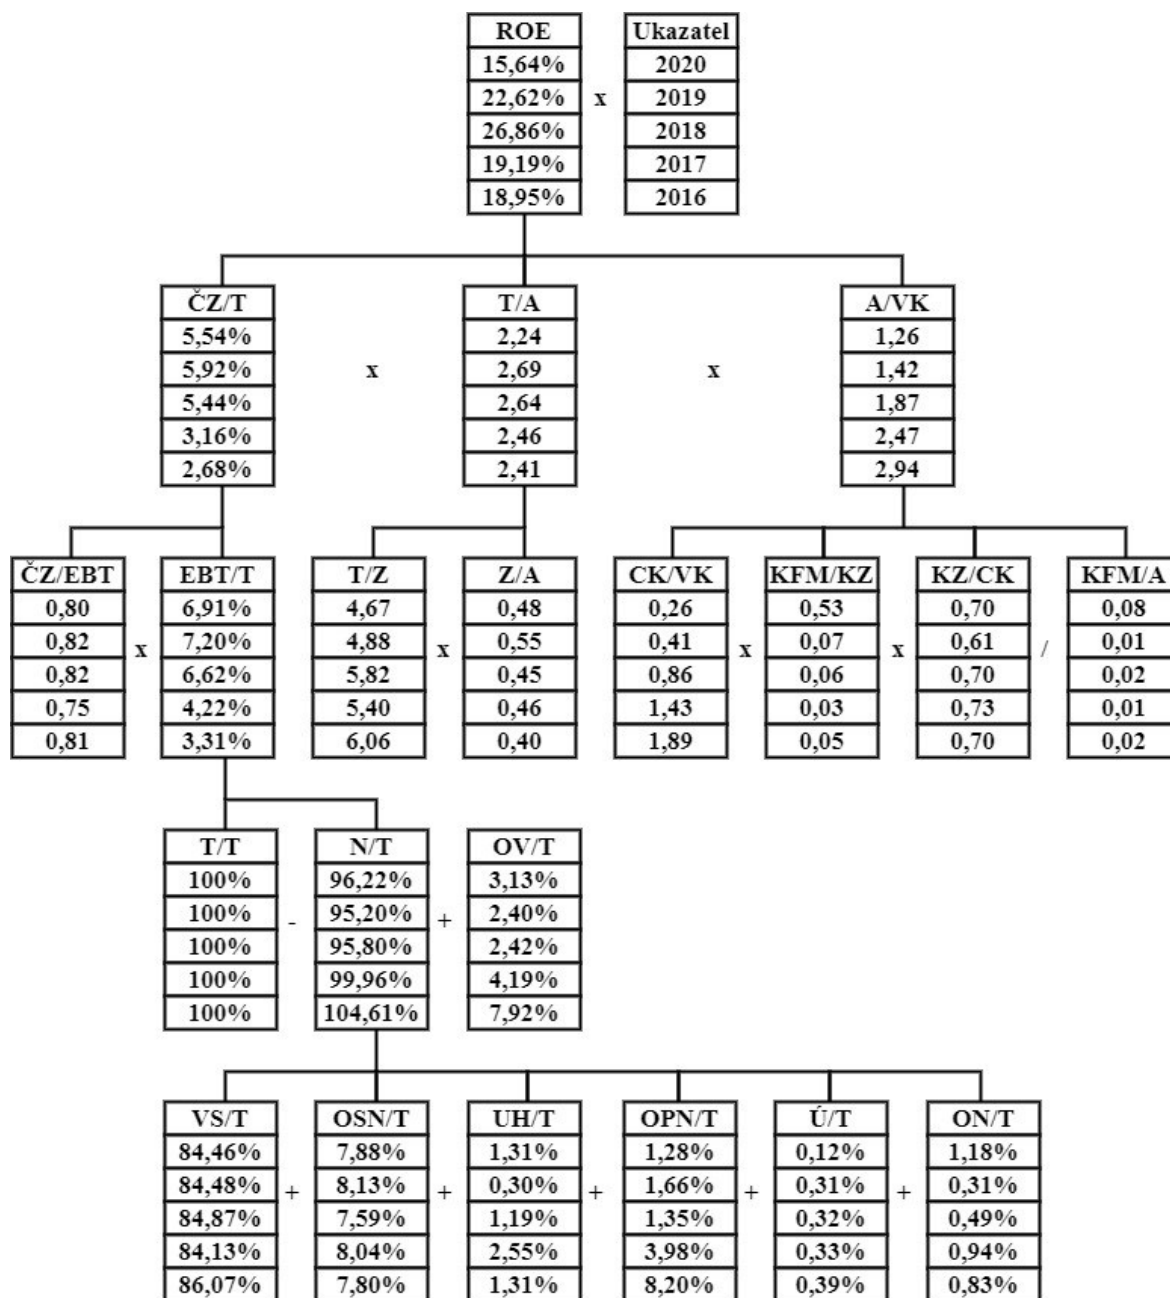 ROE Ukazatel
15,64% 2020
22,62% x 2019
26,86% 2018
19,19% 2017
18,95% 2016
ČZ/T T/A A/VK
5,54% 2,24 1,26
5,92% 2,69 1,42
5,44% x 2,64 x 1,87
3,16% 2,46 2,47
2,68% 2,41 2,94
ČZ/EBT EBT/T T/Z Z/A CK/VK KFM/KZ KZ/CK KFM/A
0,80 6,91% 4,67 0,48 0,26 0,53 0,70 0,08
0,82 x 7,20% 4,88 x 0,55 0,41 x 0,07 x 0,61 / 0,01
0,82 6,62% 5,82 0,45 0,86 0,06 0,70 0,02
0,75 4,22% 5,40 0,46 1,43 0,03 0,73 0,01
0,81 3,31% 6,06 0,40 1,89 0,05 0,70 0,02
T/T N/T OV/T
100% 96,22% 3,13%
100% - 95,20% + 2,40%
100% 95,80% 2,42%
100% 99,96% 4,19%
100% 104,61% 7,92%
VS/T OSN/T UH/T OPN/T Ú/T ON/T
84,46% 7,88% 1,31% 1,28% 0,12% 1,18%
84,48% + 8,13% + 0,30% + 1,66% + 0,31% + 0,31%
84,87% 7,59% 1,19% 1,35% 0,32% 0,49%
84,13% 8,04% 2,55% 3,98% 0,33% 0,94%
86,07% 7,80% 1,31% 8,20% 0,39% 0,83%